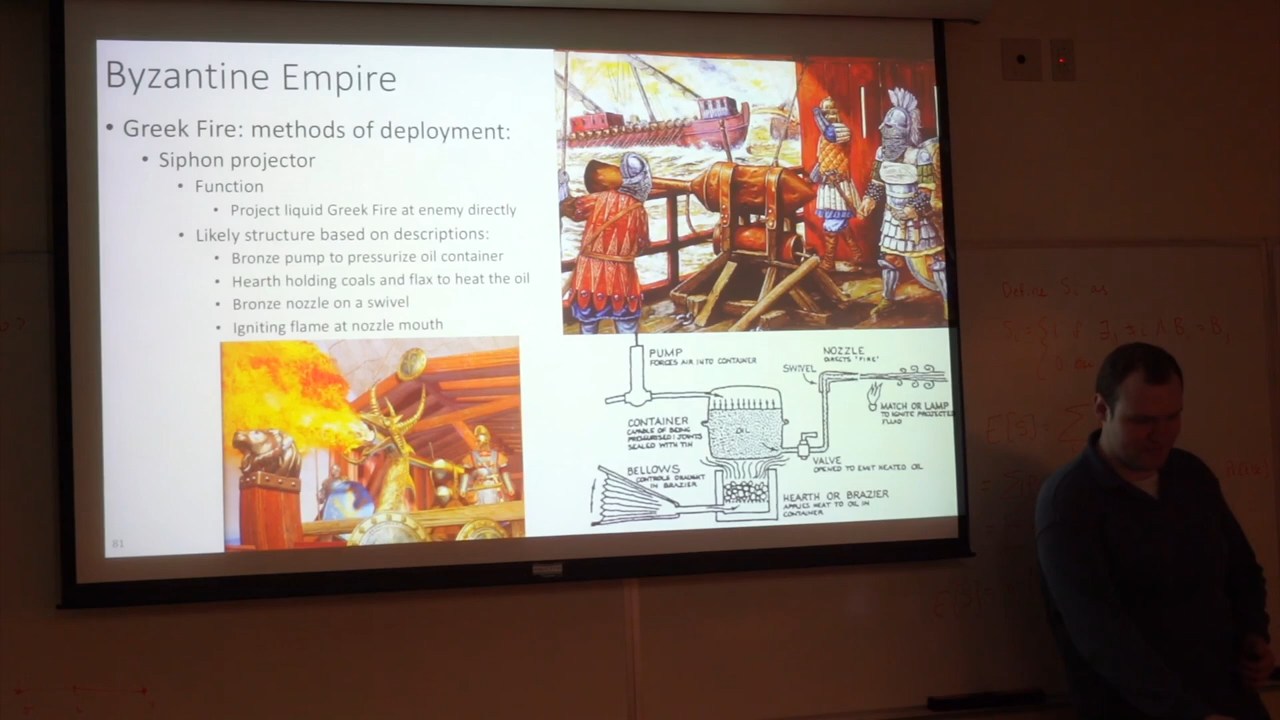 Byzantine Empire
• Greek Fire: methods of deployment:
• Siphon projector
• Function
• Project liquid Greek Fire at enemy directly
• Likely structure based on descriptions:
• Bronze pump to pressurize oil container
• Hearth holding coals and flax to heat the oil
• Bronze nozzle on a swivel
• Igniting flame at nozzle mouth
PUMP
FORCES AIR INTO CONTAINER
NOZZLE
DIRECTS 'FIRE'
SWIVEL
MATCH OR LAMP
TO IGNITE PROJECTED
FLUID
CONTAINER
CAPABLE OF BEING
PRESSURISED: JOINTS
SEALED WITH TIN
OIL
VALVE
OPENED TO EMIT HEATED OIL
BELLOWS
CONTROLS DRAUGHT
IN BRAZIER
HEARTH OR BRAZIER
APPLIES HEAT TO OIL IN
CONTAINER
81
Define S, as